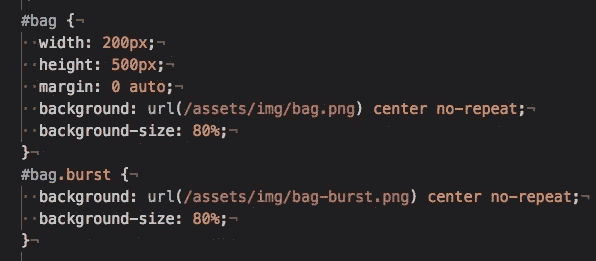 #bag {
  width: 200px;
  height: 500px;
  margin: 0 auto;
  background: url(/assets/img/bag.png) center no-repeat;
  background-size: 80%;
}
#bag.burst {
  background: url(/assets/img/bag-burst.png) center no-repeat;
  background-size: 80%;
}